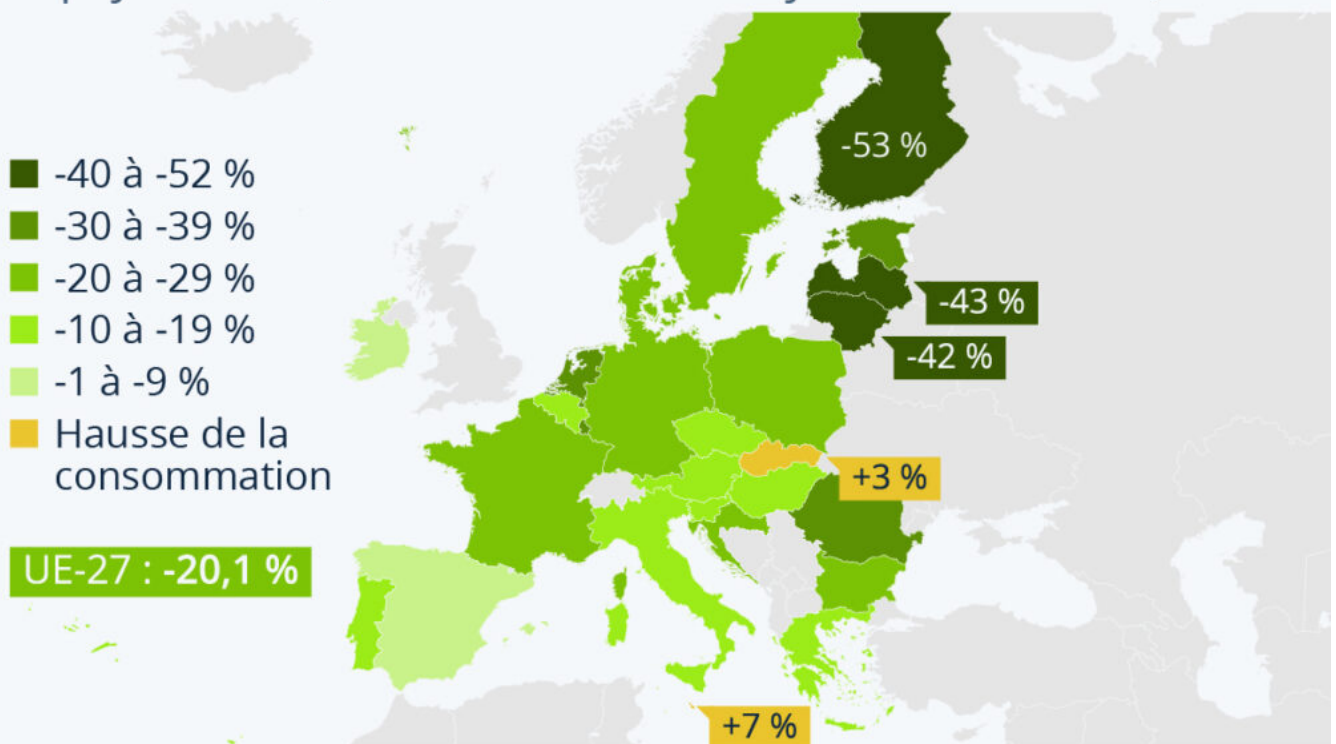 -40 à -52 %
-30 à -39 %
-20 à -29 %
-10 à -19 %
-1 à -9 %
Hausse de la
consommation
UE-27 : -20,1 %
-53 %
-43 %
-42 %
+3 %
+7 %